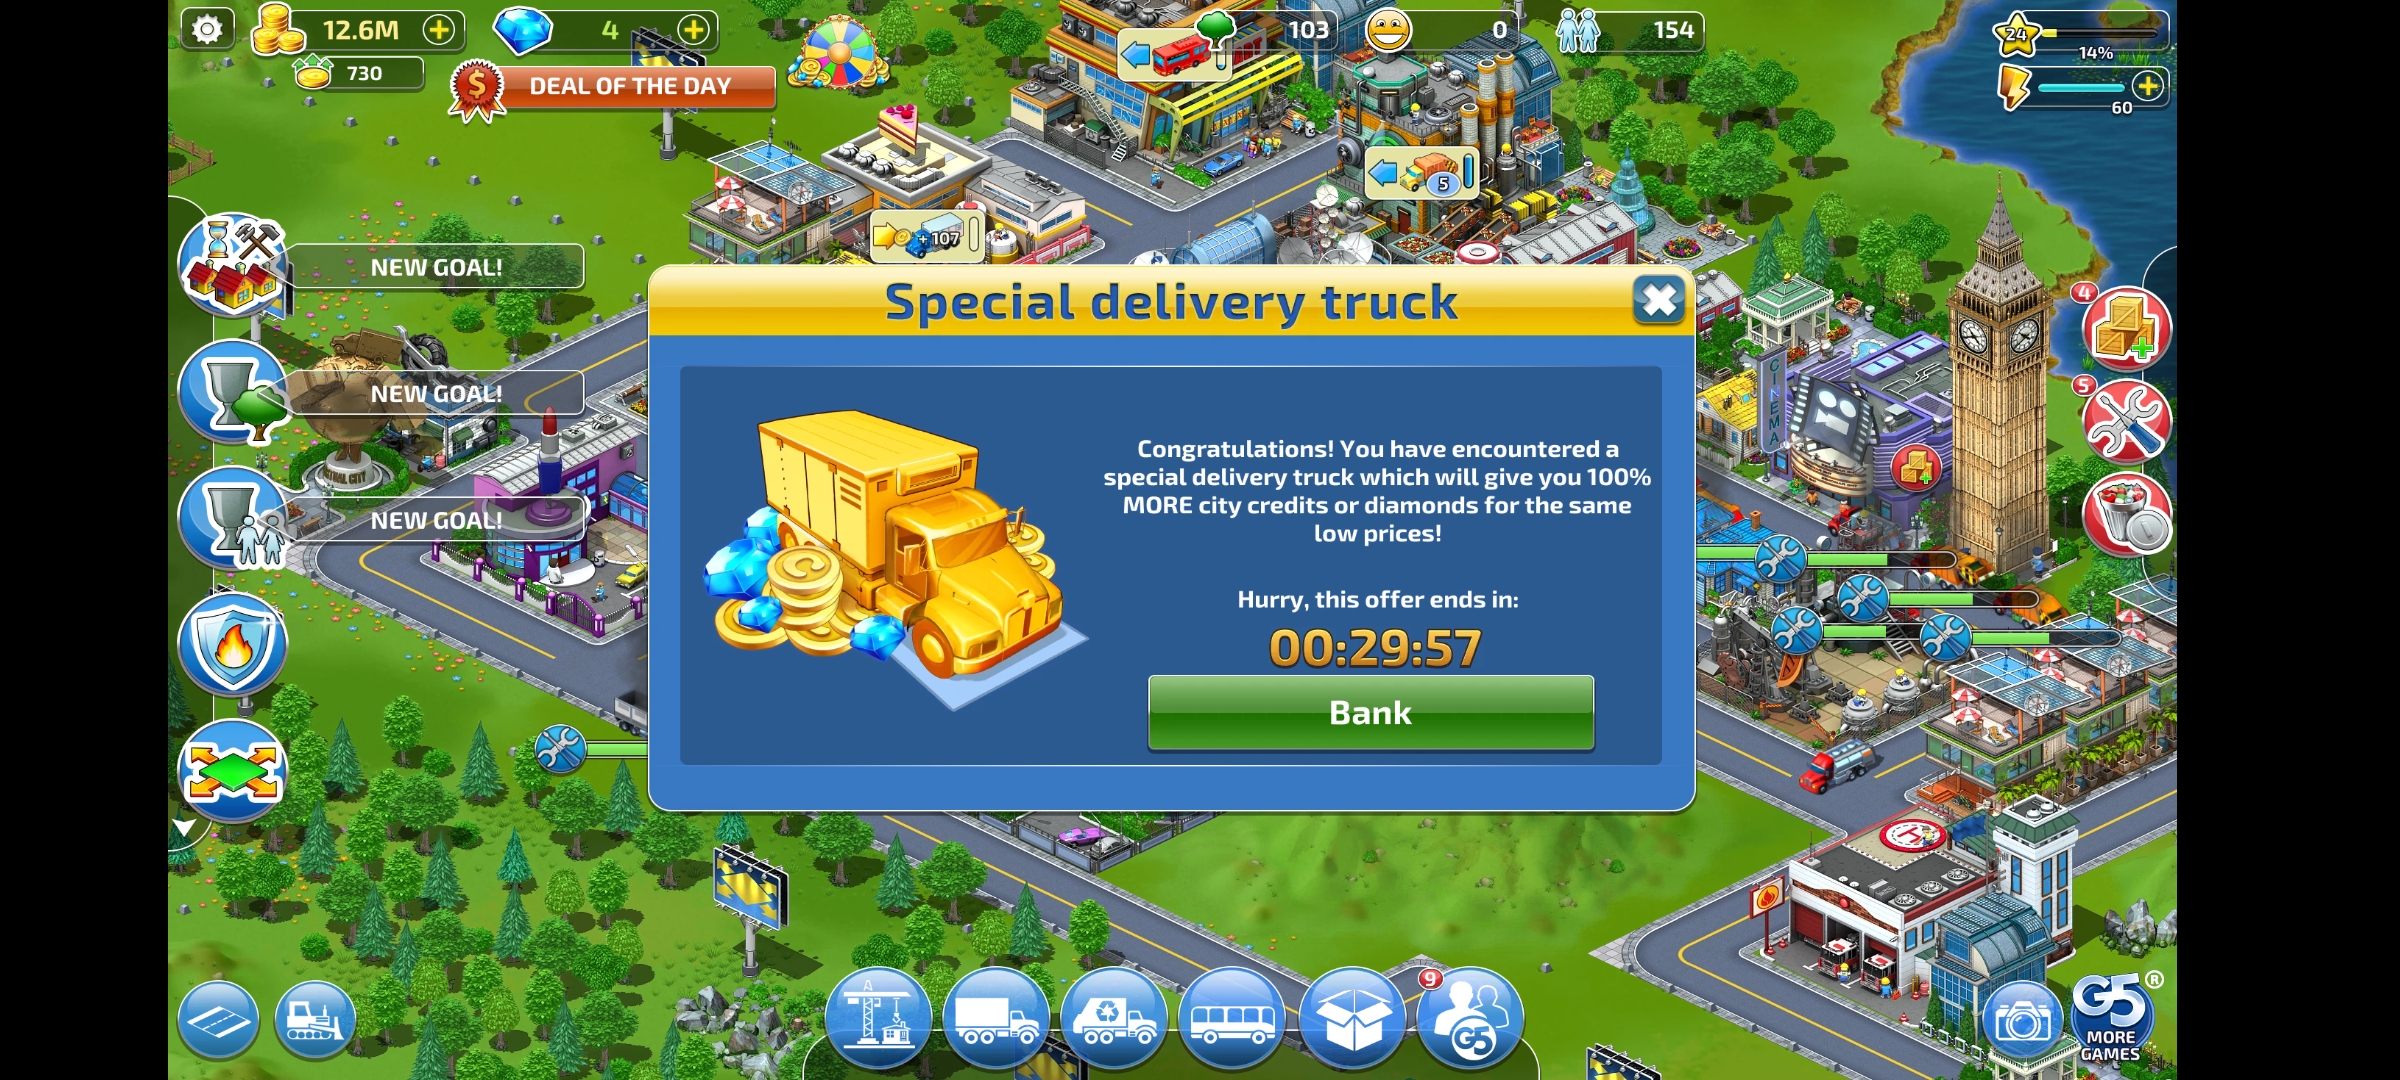 12.6M
4
103
0
154
24
14%
730
DEAL OF THE DAY
60
5
+107
NEW GOAL!
Special delivery truck
4
NEW GOAL!
CINEMA
5
Congratulations! You have encountered a
special delivery truck which will give you 100%
MORE city credits or diamonds for the same
low prices!
NEW GOAL!
Hurry, this offer ends in:
00:29:57
Bank
H
9
G5
G5®
MORE
GAMES